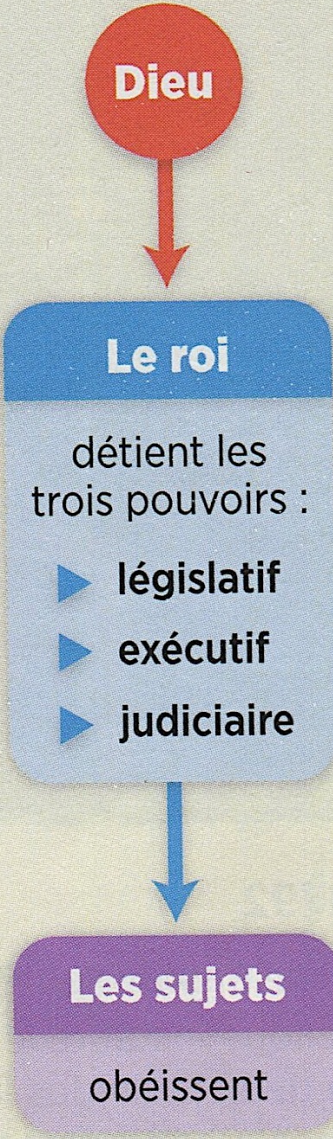 Dieu
Le roi
détient les
trois pouvoirs :
législatif
exécutif
judiciaire
Les sujets
obéissent